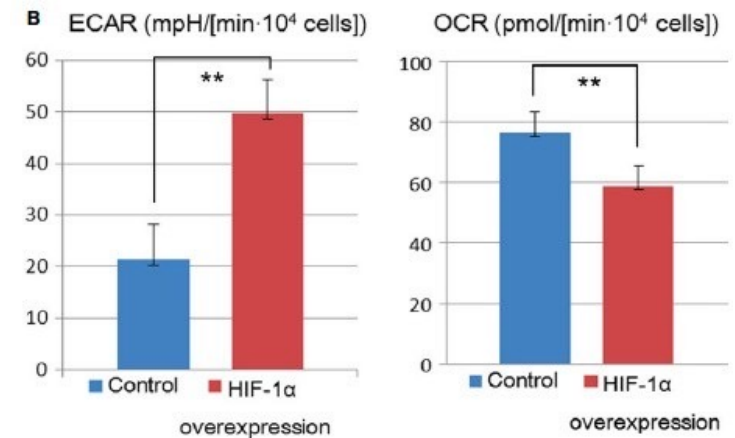 B ECAR (mpH/[min·10⁴ cells])
60
50
40
30
20
10
0
**
Control HIF-1α
overexpression
OCR (pmol/[min·10⁴ cells])
100
80
60
40
20
0
**
Control HIF-1α
overexpression